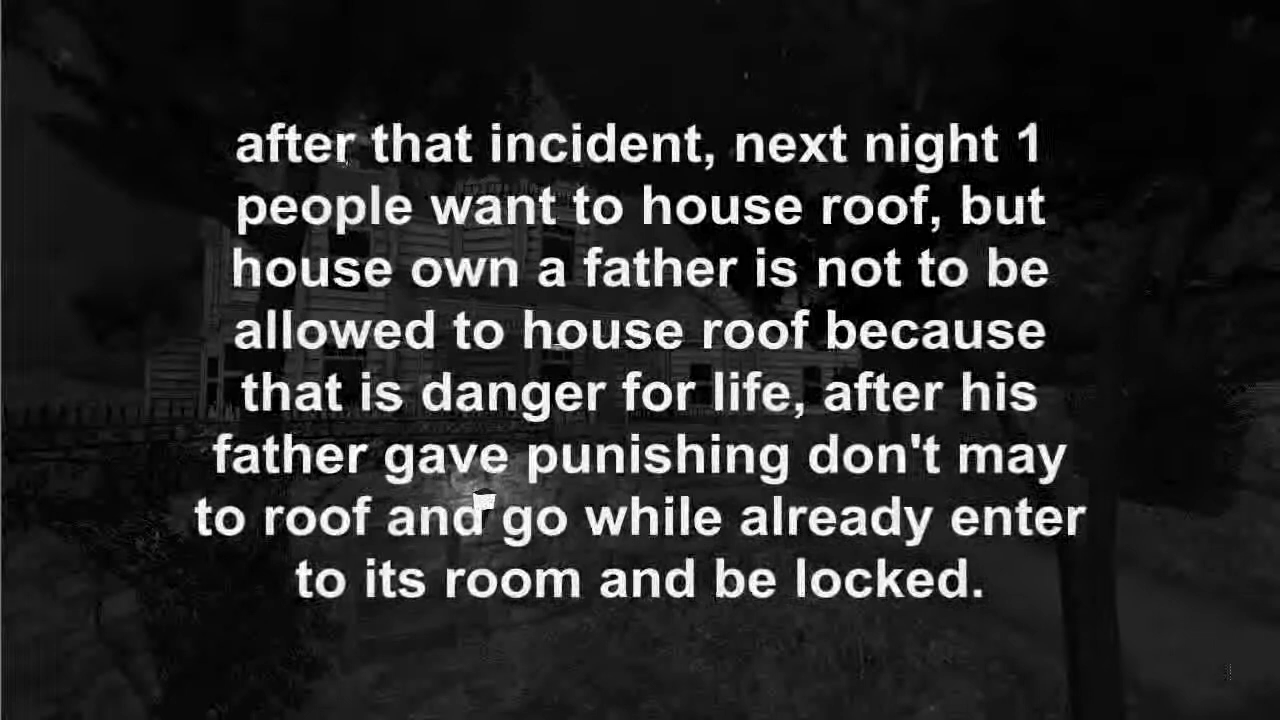 after that incident, next night 1
people want to house roof, but
house own a father is not to be
allowed to house roof because
that is danger for life, after his
father gave punishing don't may
to roof and go while already enter
to its room and be locked.